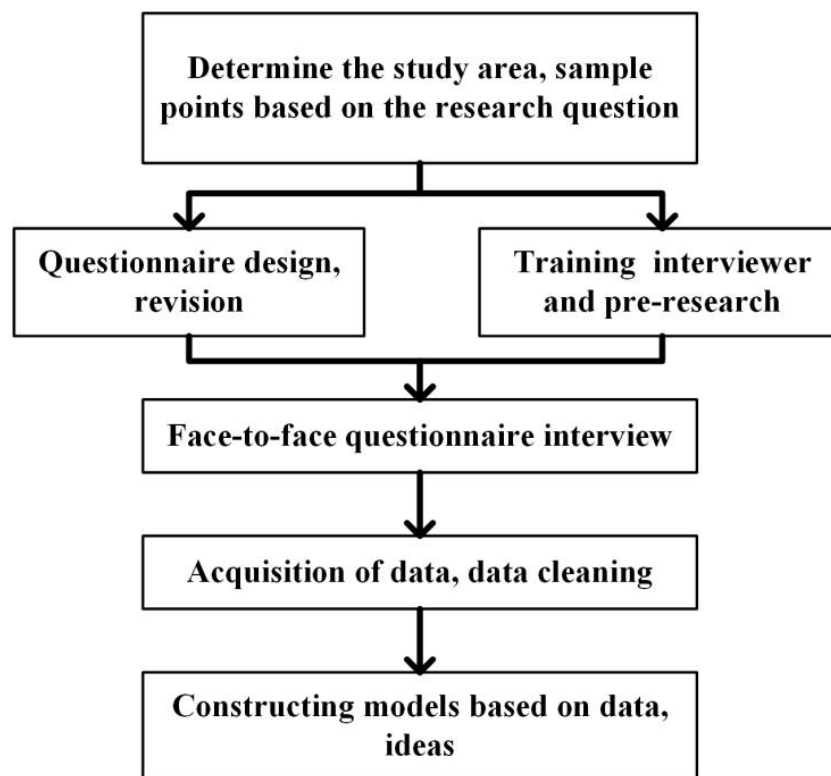 Determine the study area, sample
points based on the research question
Questionnaire design,
revision
Training interviewer
and pre-research
Face-to-face questionnaire interview
Acquisition of data, data cleaning
Constructing models based on data,
ideas